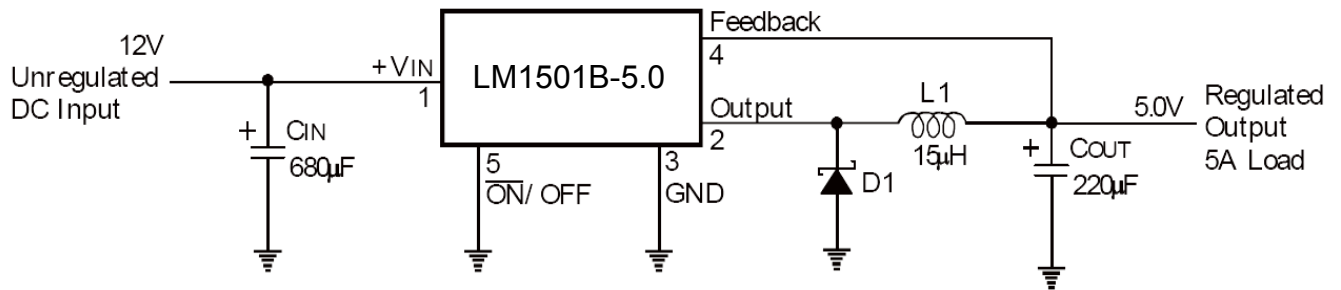 12V
Unregulated
DC Input
+VIN
1
LM1501B-5.0
Feedback
4
Output
2
L1
15µH
5.0V
Regulated
Output
5A Load
+
CIN
680µF
5
ON/ OFF
3
GND
D1
+
COUT
220µF